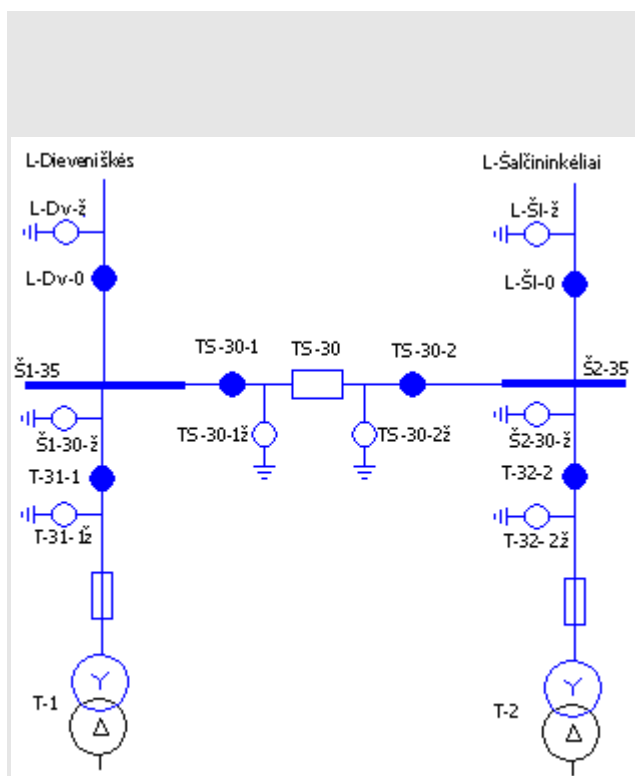 L-Dieveniškės
L-Šalčininkėliai
L-Dv-ž
L-Šl-ž
L-Dv-0
L-Šl-0
TS-30-1
TS-30
TS-30-2
Š1-35
Š2-35
Š1-30-ž
TS-30-1ž
TS-30-2ž
Š2-30-ž
T-31-1
T-32-2
T-31-1ž
T-32-2ž
T-1
T-2